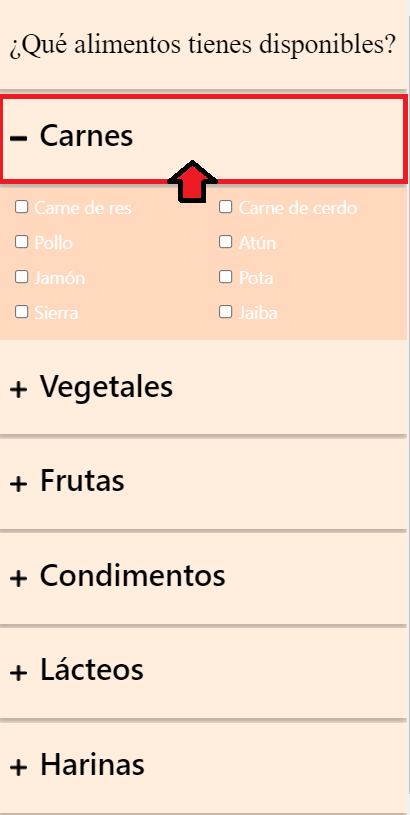 ¿Qué alimentos tienes disponibles?
Carnes
Carne de res Carne de cerdo
Pollo Atún
Jamón Pota
Sierra Jaiba
Vegetales
Frutas
Condimentos
Lácteos
Harinas